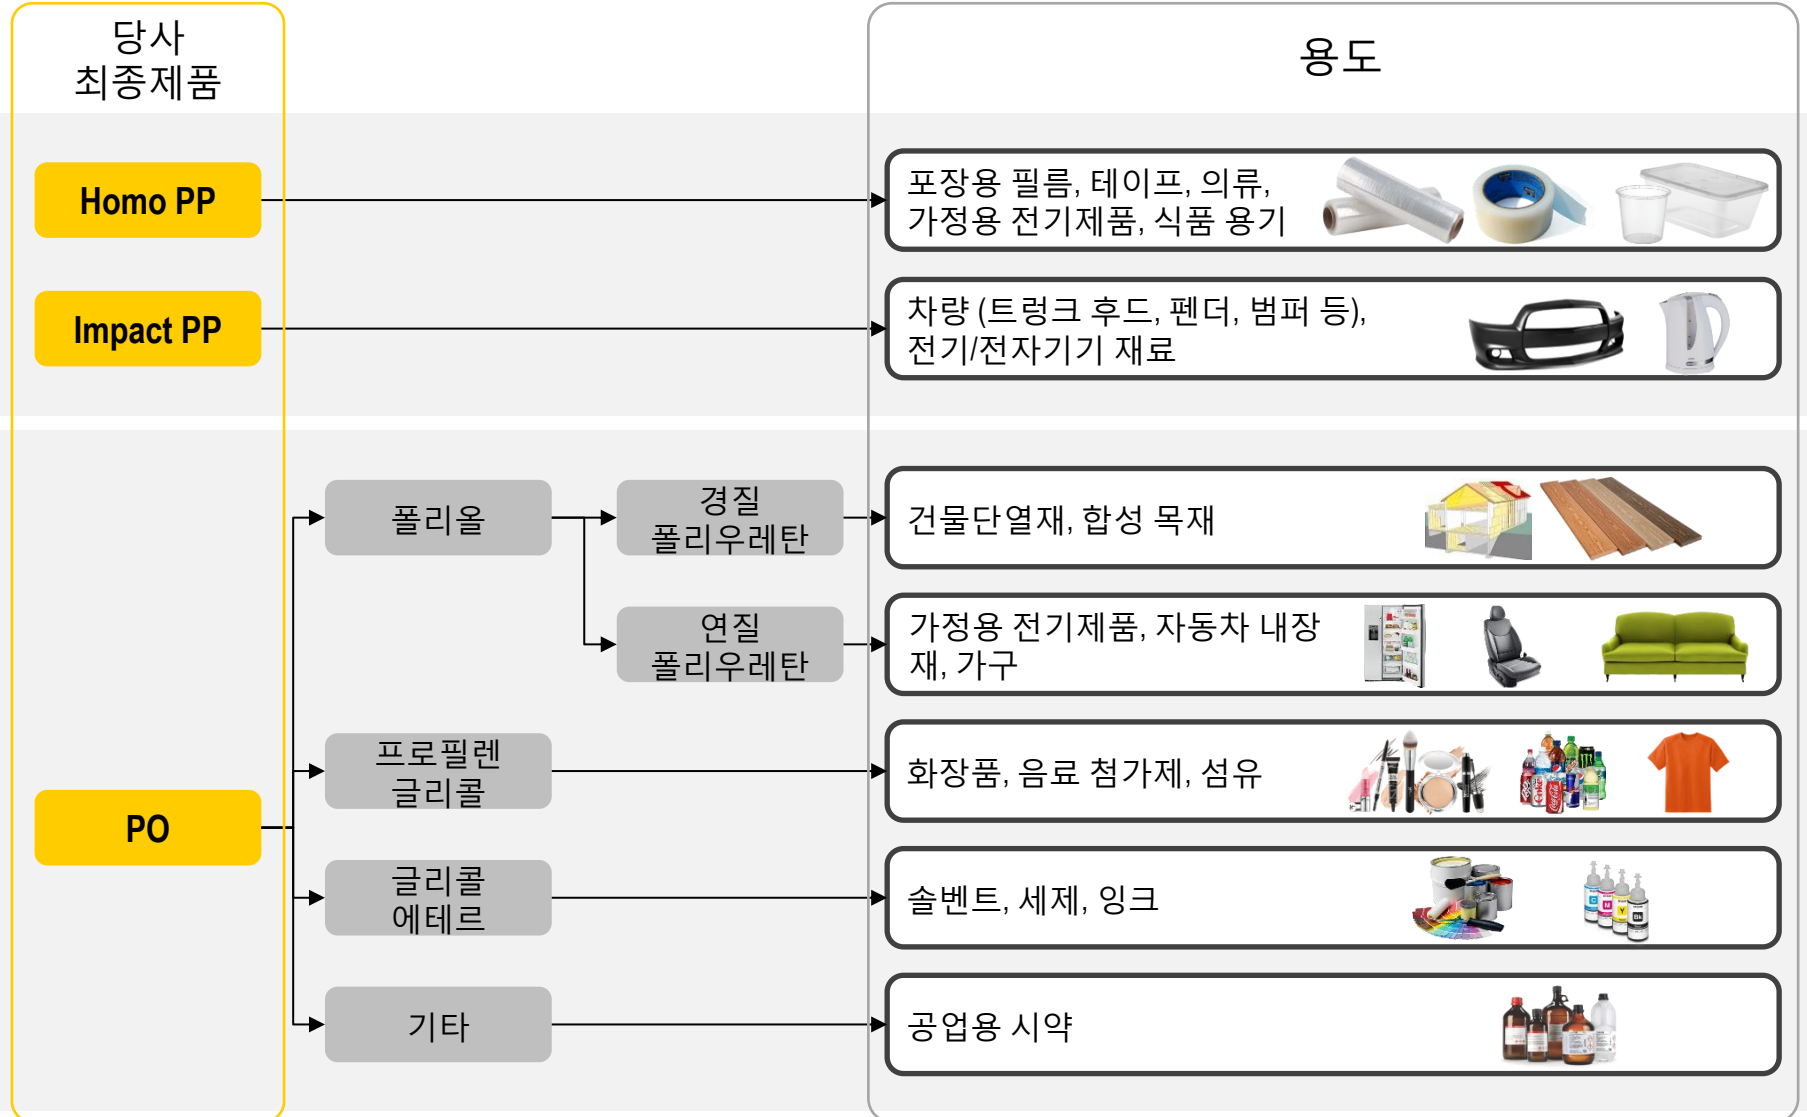 당사
최종제품
용도
Homo PP
포장용 필름, 테이프, 의류,
가정용 전기제품, 식품 용기
Impact PP
차량 (트렁크 후드, 펜더, 범퍼 등),
전기/전자기기 재료
폴리올
경질
폴리우레탄
건물단열재, 합성 목재
연질
폴리우레탄
가정용 전기제품, 자동차 내장
재, 가구
프로필렌
글리콜
화장품, 음료 첨가제, 섬유
PO
글리콜
에테르
솔벤트, 세제, 잉크
C
M
Y
Bk
기타
공업용 시약